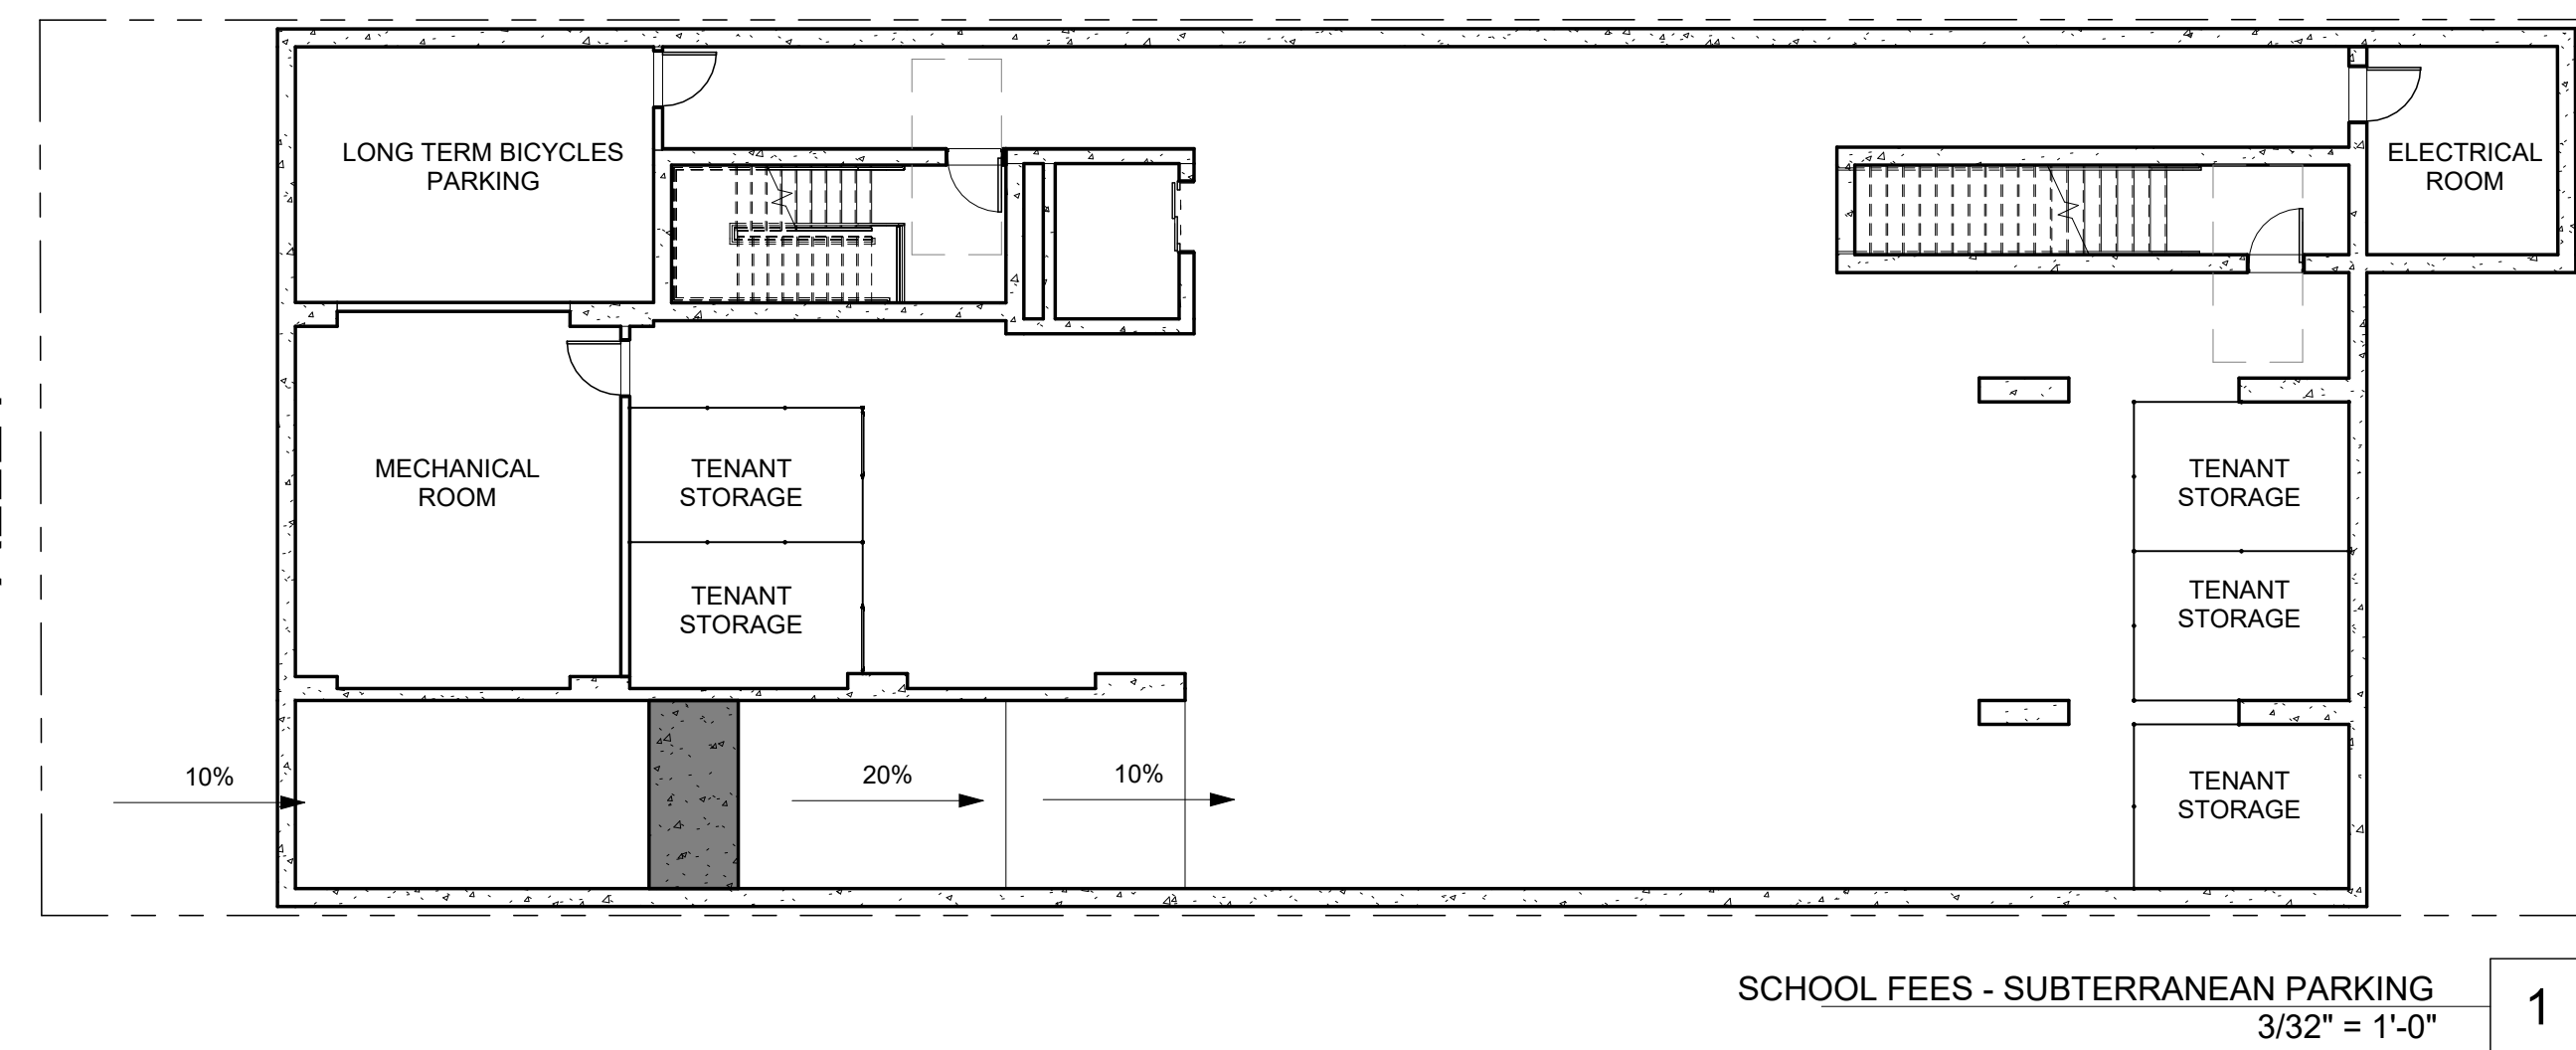 LONG TERM BICYCLES
PARKING
ELECTRICAL
ROOM
MECHANICAL
ROOM
TENANT
STORAGE
TENANT
STORAGE
TENANT
STORAGE
TENANT
STORAGE
TENANT
STORAGE
10%
20%
10%
SCHOOL FEES - SUBTERRANEAN PARKING
3/32" = 1'-0"
1